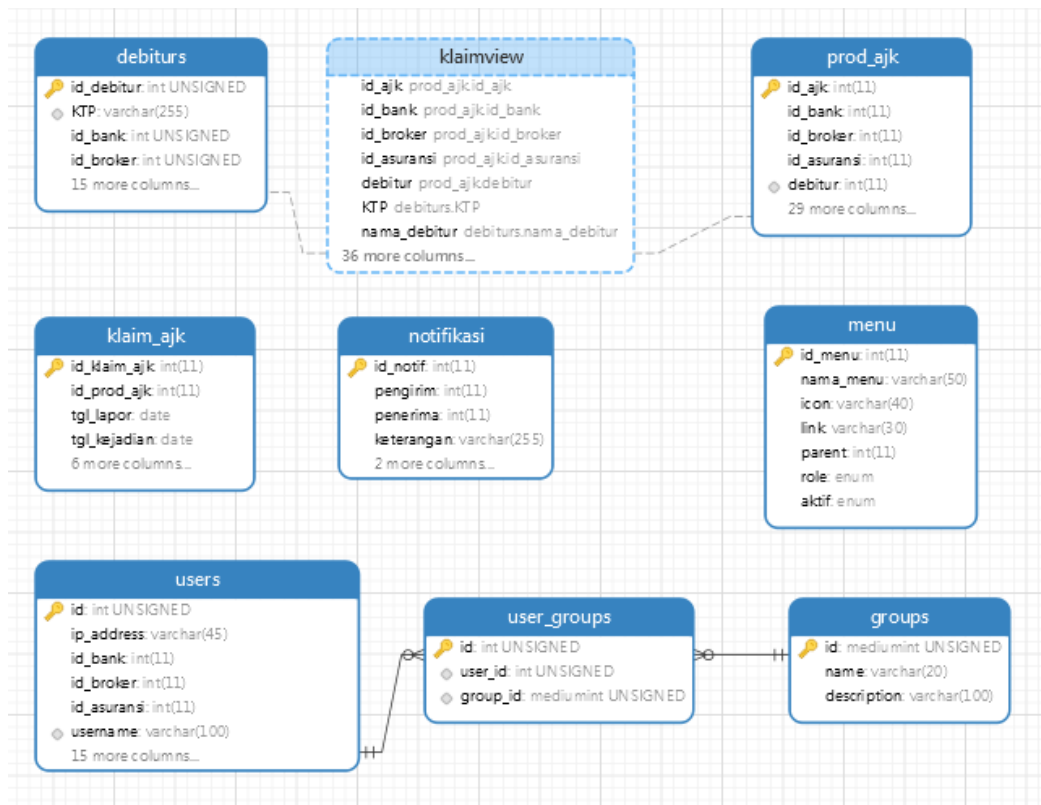 debiturs
id_debitur: int UNSIGNED
KTP: varchar(255)
id_bank: int UNSIGNED
id_broker: int UNSIGNED
15 more columns...
klaimview
id_ajk prod_ajk.id_ajk
id_bank prod_ajk.id_bank
id_broker prod_ajk.id_broker
id_asuransi prod_ajk.id_asuransi
debitur prod_ajk.debitur
KTP debiturs.KTP
nama_debitur debiturs.nama_debitur
36 more columns...
prod_ajk
id_ajk: int(11)
id_bank: int(11)
id_broker: int(11)
id_asuransi: int(11)
debitur: int(11)
29 more columns...
klaim_ajk
id_klaim_ajk: int(11)
id_prod_ajk: int(11)
tgl_lapor: date
tgl_kejadian: date
6 more columns...
notifikasi
id_notif: int(11)
pengirim: int(11)
penerima: int(11)
keterangan: varchar(255)
2 more columns...
menu
id_menu: int(11)
nama_menu: varchar(50)
icon: varchar(40)
link: varchar(30)
parent: int(11)
role: enum
aktif: enum
users
id: int UNSIGNED
ip_address: varchar(45)
id_bank: int(11)
id_broker: int(11)
id_asuransi: int(11)
username: varchar(100)
15 more columns...
user_groups
id: int UNSIGNED
user_id: int UNSIGNED
group_id: mediumint UNSIGNED
groups
id: mediumint UNSIGNED
name: varchar(20)
description: varchar(100)